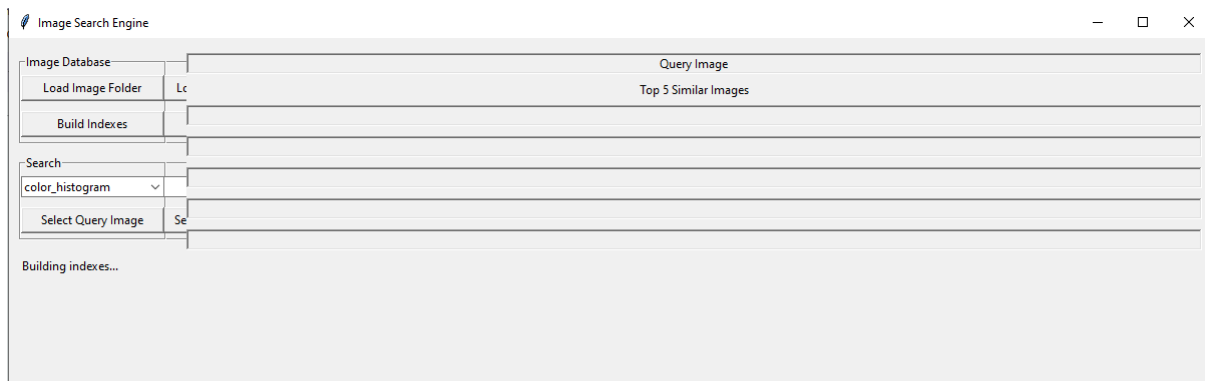 Image Search Engine
Image Database
Query Image
Load Image Folder
Top 5 Similar Images
Build Indexes
Search
color_histogram
Select Query Image
Building indexes...